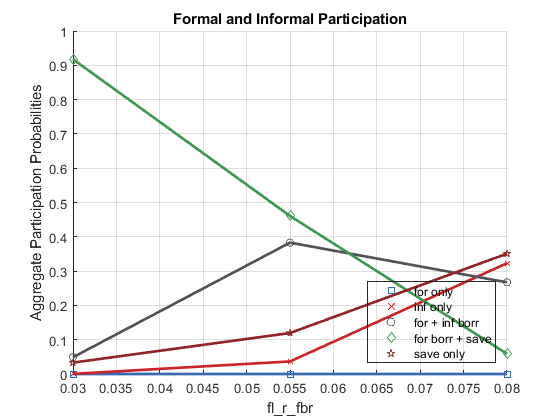 Formal and Informal Participation
Aggregate Participation Probabilities
1
0.9
0.8
0.7
0.6
0.5
0.4
0.3
0.2
0.1
0
0.03 0.035 0.04 0.045 0.05 0.055 0.06 0.065 0.07 0.075 0.08
fl_r_fbr
for only
inf only
for + inf borr
for borr + save
save only